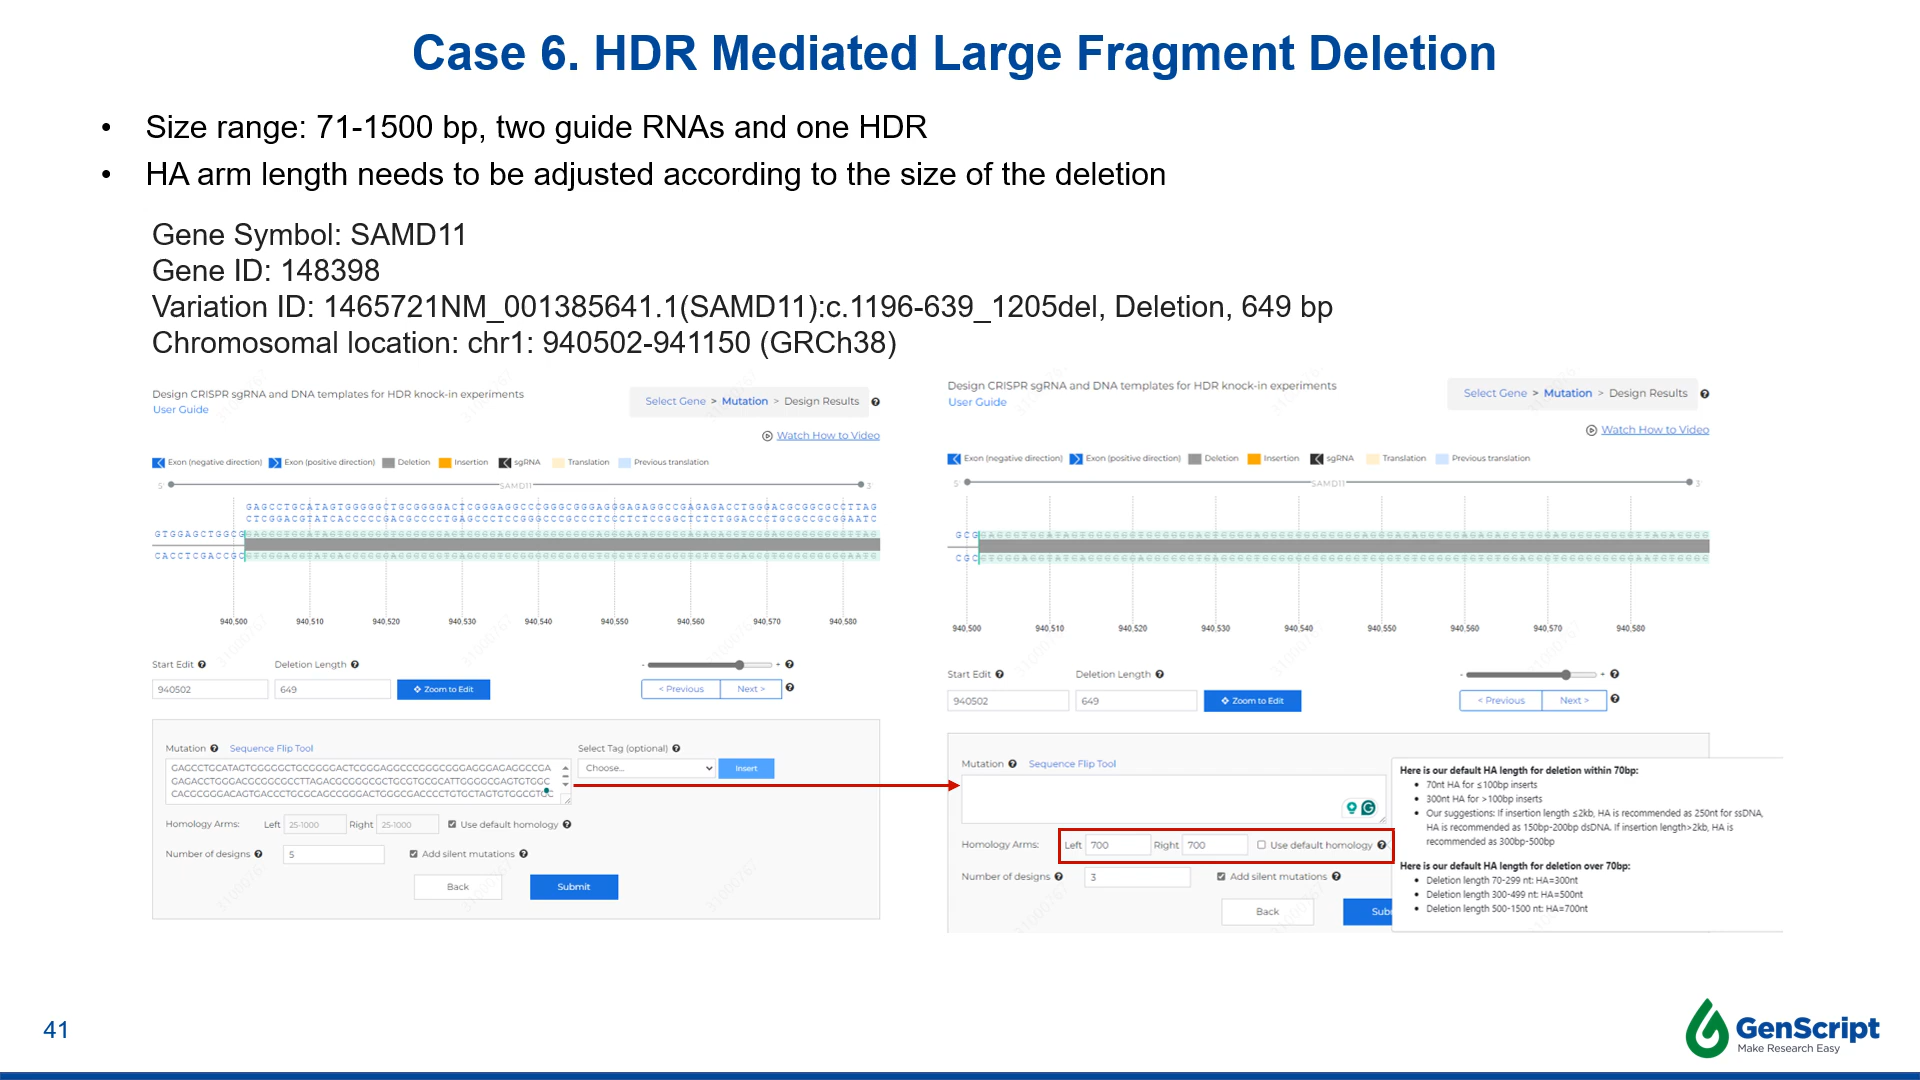 Case 6. HDR Mediated Large Fragment Deletion
• Size range: 71-1500 bp, two guide RNAs and one HDR
• HA arm length needs to be adjusted according to the size of the deletion
Gene Symbol: SAMD11
Gene ID: 148398
Variation ID: 1465721NM_001385641.1(SAMD11):c.1196-639_1205del, Deletion, 649 bp
Chromosomal location: chr1: 940502-941150 (GRCh38)
Design CRISPR sgRNA and DNA templates for HDR knock-in experiments
User Guide
Select Gene > Mutation > Design Results
Watch How to Video
Exon (negative direction) Exon (positive direction) Deletion Insertion sgRNA Translation Previous translation
5' SAMD11 3'
GTGGAGCTGGCG
CACCTCGACCGC
940,500 940,510 940,520 940,530 940,540 940,550 940,560 940,570 940,580
Start Edit Deletion Length
940502 649 Zoom to Edit
- +
< Previous Next >
Mutation Sequence Flip Tool Select Tag (optional)
GAGCCTGCATAGTGGGGGCTGCGGGGACTCGGGAGGCCCGGGCGGGAGGGAGAGGCCGA
GAGACCTGGGACGCGGCGCCTTAGACGCGGGCGCTGCGTGCGCATTGGGGCGAGTGTGGC
CACGCGGGACAGTGACCCTGCGCAGCCGGGACTGGGCGACCCCTGTGCTAGTGTGGCGTGC
Choose... Insert
Homology Arms: Left 25-1000 Right 25-1000 Use default homology
Number of designs 5 Add silent mutations
Back Submit
Design CRISPR sgRNA and DNA templates for HDR knock-in experiments
User Guide
Select Gene > Mutation > Design Results
Watch How to Video
Exon (negative direction) Exon (positive direction) Deletion Insertion sgRNA Translation Previous translation
5' SAMD11 3'
GCG
CGC
940,500 940,510 940,520 940,530 940,540 940,550 940,560 940,570 940,580
Start Edit Deletion Length
940502 649 Zoom to Edit
- +
< Previous Next >
Mutation Sequence Flip Tool
Homology Arms: Left 700 Right 700 Use default homology
Number of designs 3 Add silent mutations
Back Sub
Here is our default HA length for deletion within 70bp:
• 70nt HA for ≤100bp inserts
• 300nt HA for >100bp inserts
• Our suggestions: If insertion length ≤2kb, HA is recommended as 250nt for ssDNA,
HA is recommended as 150bp-200bp dsDNA. If insertion length>2kb, HA is
recommended as 300bp-500bp
Here is our default HA length for deletion over 70bp:
• Deletion length 70-299 nt: HA=300nt
• Deletion length 300-499 nt: HA=500nt
• Deletion length 500-1500 nt: HA=700nt
41
GenScript
Make Research Easy